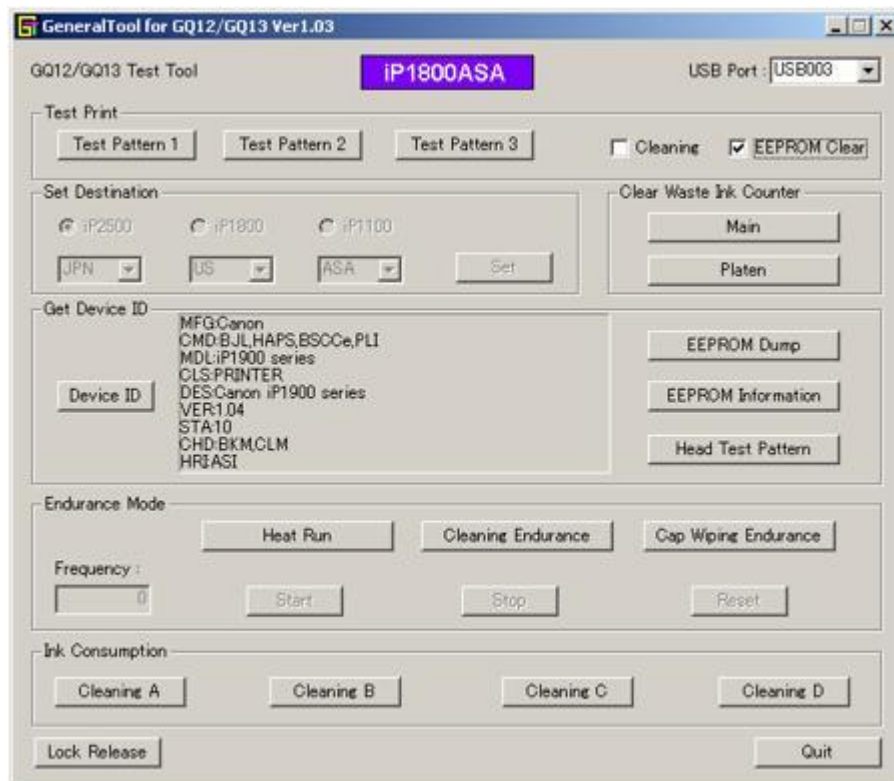 GeneralTool for GQ12/GQ13 Ver1.03
GQ12/GQ13 Test Tool
iP1800ASA
USB Port : USB003
Test Print
Test Pattern 1
Test Pattern 2
Test Pattern 3
Cleaning
EEPROM Clear
Set Destination
iP2500
iP1800
iP1100
JPN
US
ASA
Set
Clear Waste Ink Counter
Main
Platen
Get Device ID
Device ID
MFG:Canon
CMD:BJL,HAPS,BSCCe,PLI
MDL:iP1900 series
CLS:PRINTER
DES:Canon iP1900 series
VER:1.04
STA:10
CHD:BKM,CLM
HRI:ASI
EEPROM Dump
EEPROM Information
Head Test Pattern
Endurance Mode
Heat Run
Cleaning Endurance
Cap Wiping Endurance
Frequency :
0
Start
Stop
Reset
Ink Consumption
Cleaning A
Cleaning B
Cleaning C
Cleaning D
Lock Release
Quit